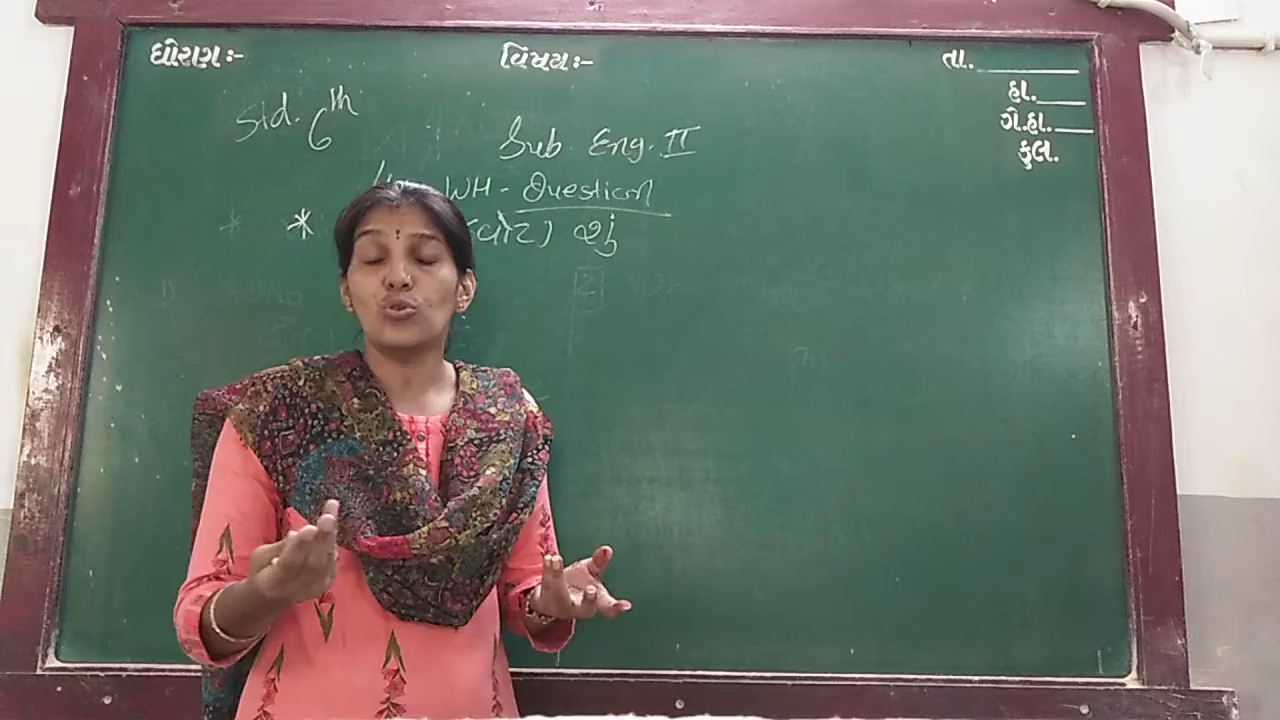 ધોરણ:- વિષય:- તા.
હા.
ગે.હા.
કુલ.
Std. 6th
Sub. Eng. II
WH - Question
* * (વોટ) શું